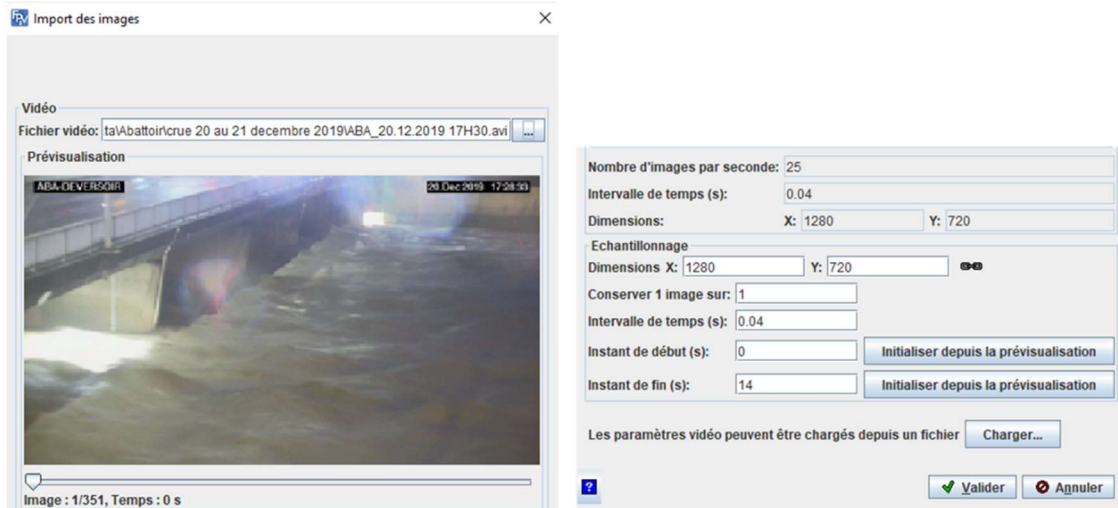 FPV Import des images
Vidéo
Fichier vidéo: ta\Abattoir\crue 20 au 21 decembre 2019\ABA_20.12.2019 17H30.avi ...
Prévisualisation
ABA-DEVERSOIR 20.Dec 2019 17:28:33
Image : 1/351, Temps : 0 s
Nombre d'images par seconde: 25
Intervalle de temps (s): 0.04
Dimensions: X: 1280 Y: 720
Echantillonnage
Dimensions X: 1280 Y: 720
Conserver 1 image sur: 1
Intervalle de temps (s): 0.04
Instant de début (s): 0 Initialiser depuis la prévisualisation
Instant de fin (s): 14 Initialiser depuis la prévisualisation
Les paramètres vidéo peuvent être chargés depuis un fichier Charger...
? Valider Annuler